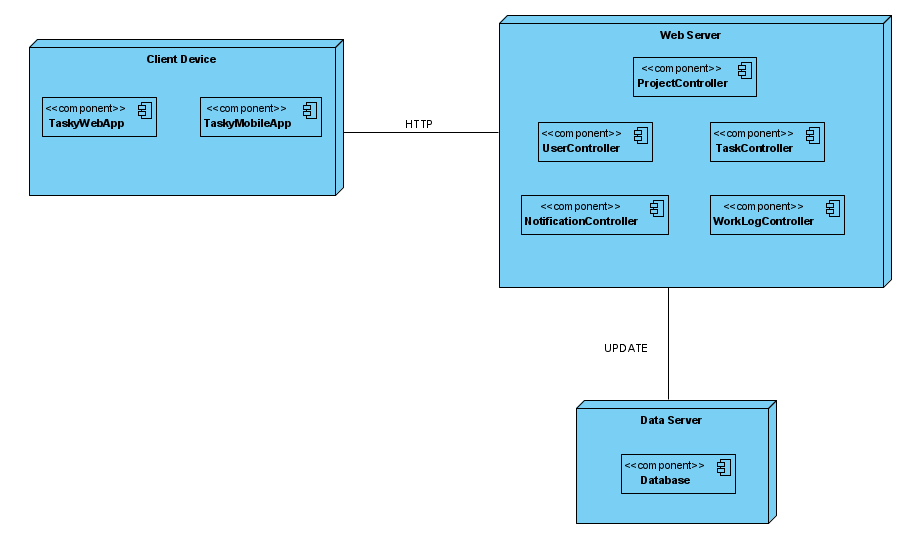 Client Device
<<component>>
TaskyWebApp
<<component>>
TaskyMobileApp
HTTP
Web Server
<<component>>
ProjectController
<<component>>
UserController
<<component>>
TaskController
<<component>>
NotificationController
<<component>>
WorkLogController
UPDATE
Data Server
<<component>>
Database